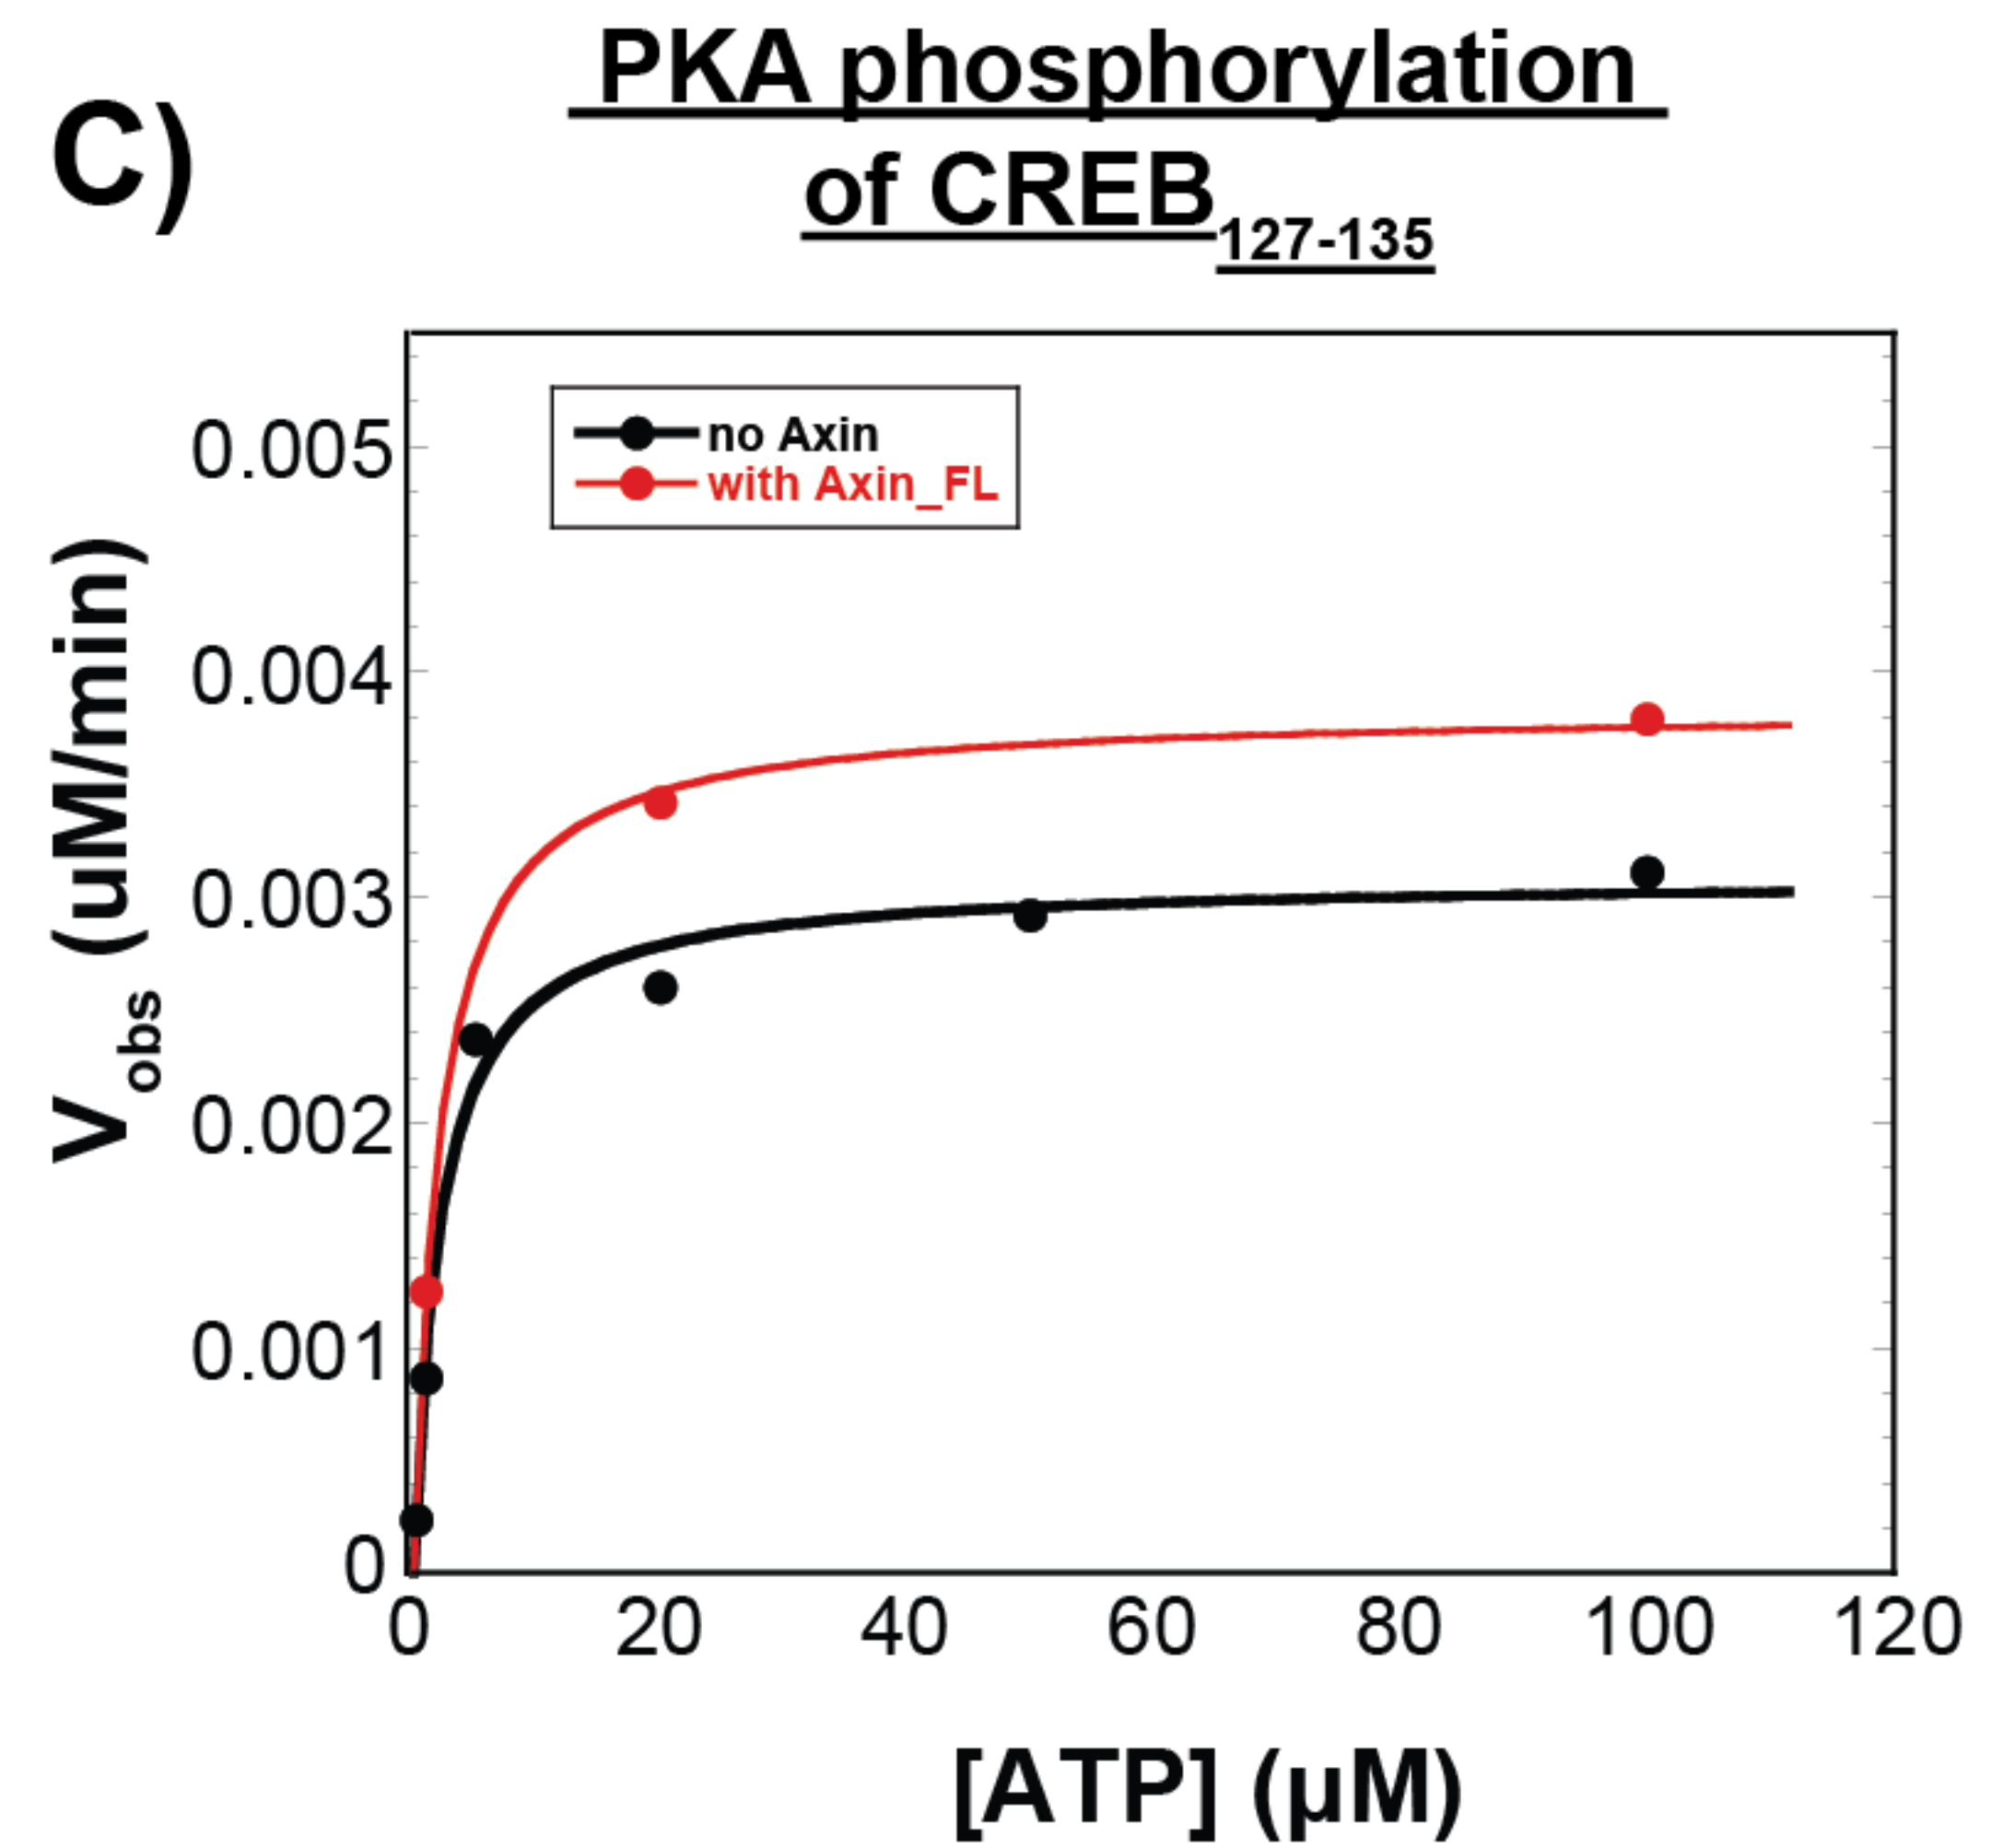 C)
PKA phosphorylation
of CREB127-135
no Axin
with Axin_FL
Vobs (uM/min)
0.005
0.004
0.003
0.002
0.001
0
0 20 40 60 80 100 120
[ATP] (µM)